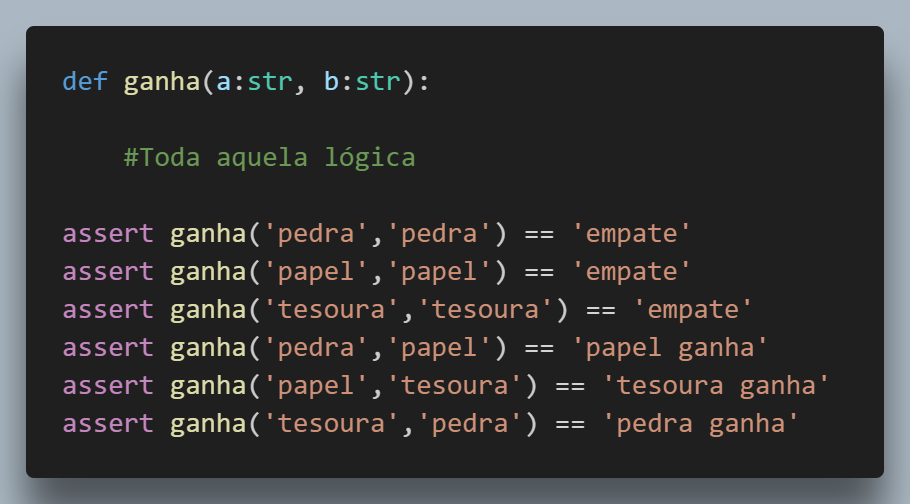 def ganha(a:str, b:str):
#Toda aquela lógica
assert ganha('pedra','pedra') == 'empate'
assert ganha('papel','papel') == 'empate'
assert ganha('tesoura','tesoura') == 'empate'
assert ganha('pedra','papel') == 'papel ganha'
assert ganha('papel','tesoura') == 'tesoura ganha'
assert ganha('tesoura','pedra') == 'pedra ganha'